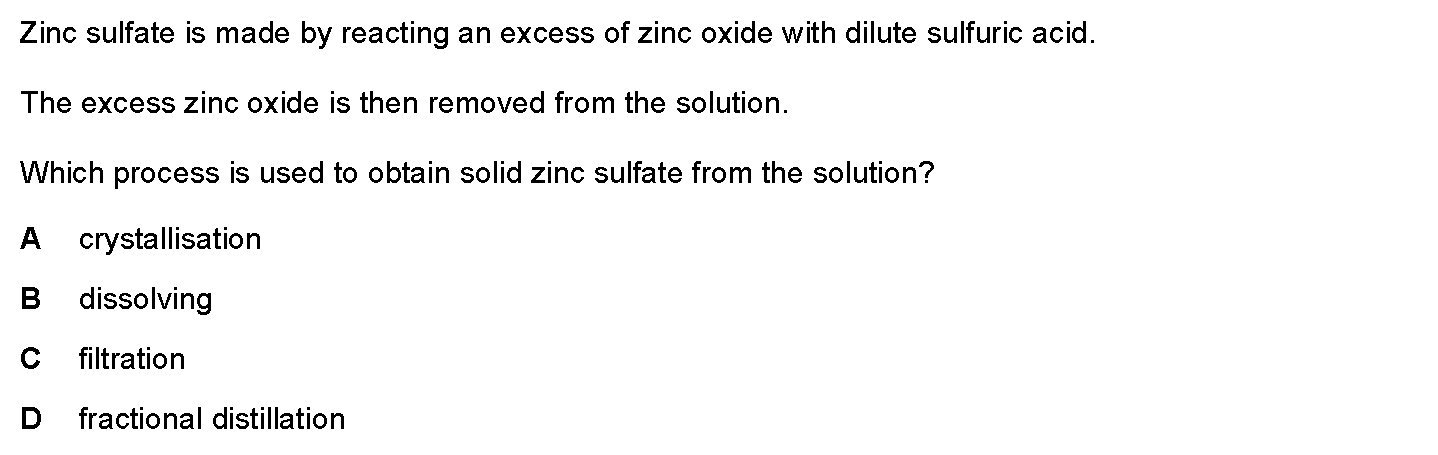 Zinc sulfate is made by reacting an excess of zinc oxide with dilute sulfuric acid.
The excess zinc oxide is then removed from the solution.
Which process is used to obtain solid zinc sulfate from the solution?
A crystallisation
B dissolving
C filtration
D fractional distillation